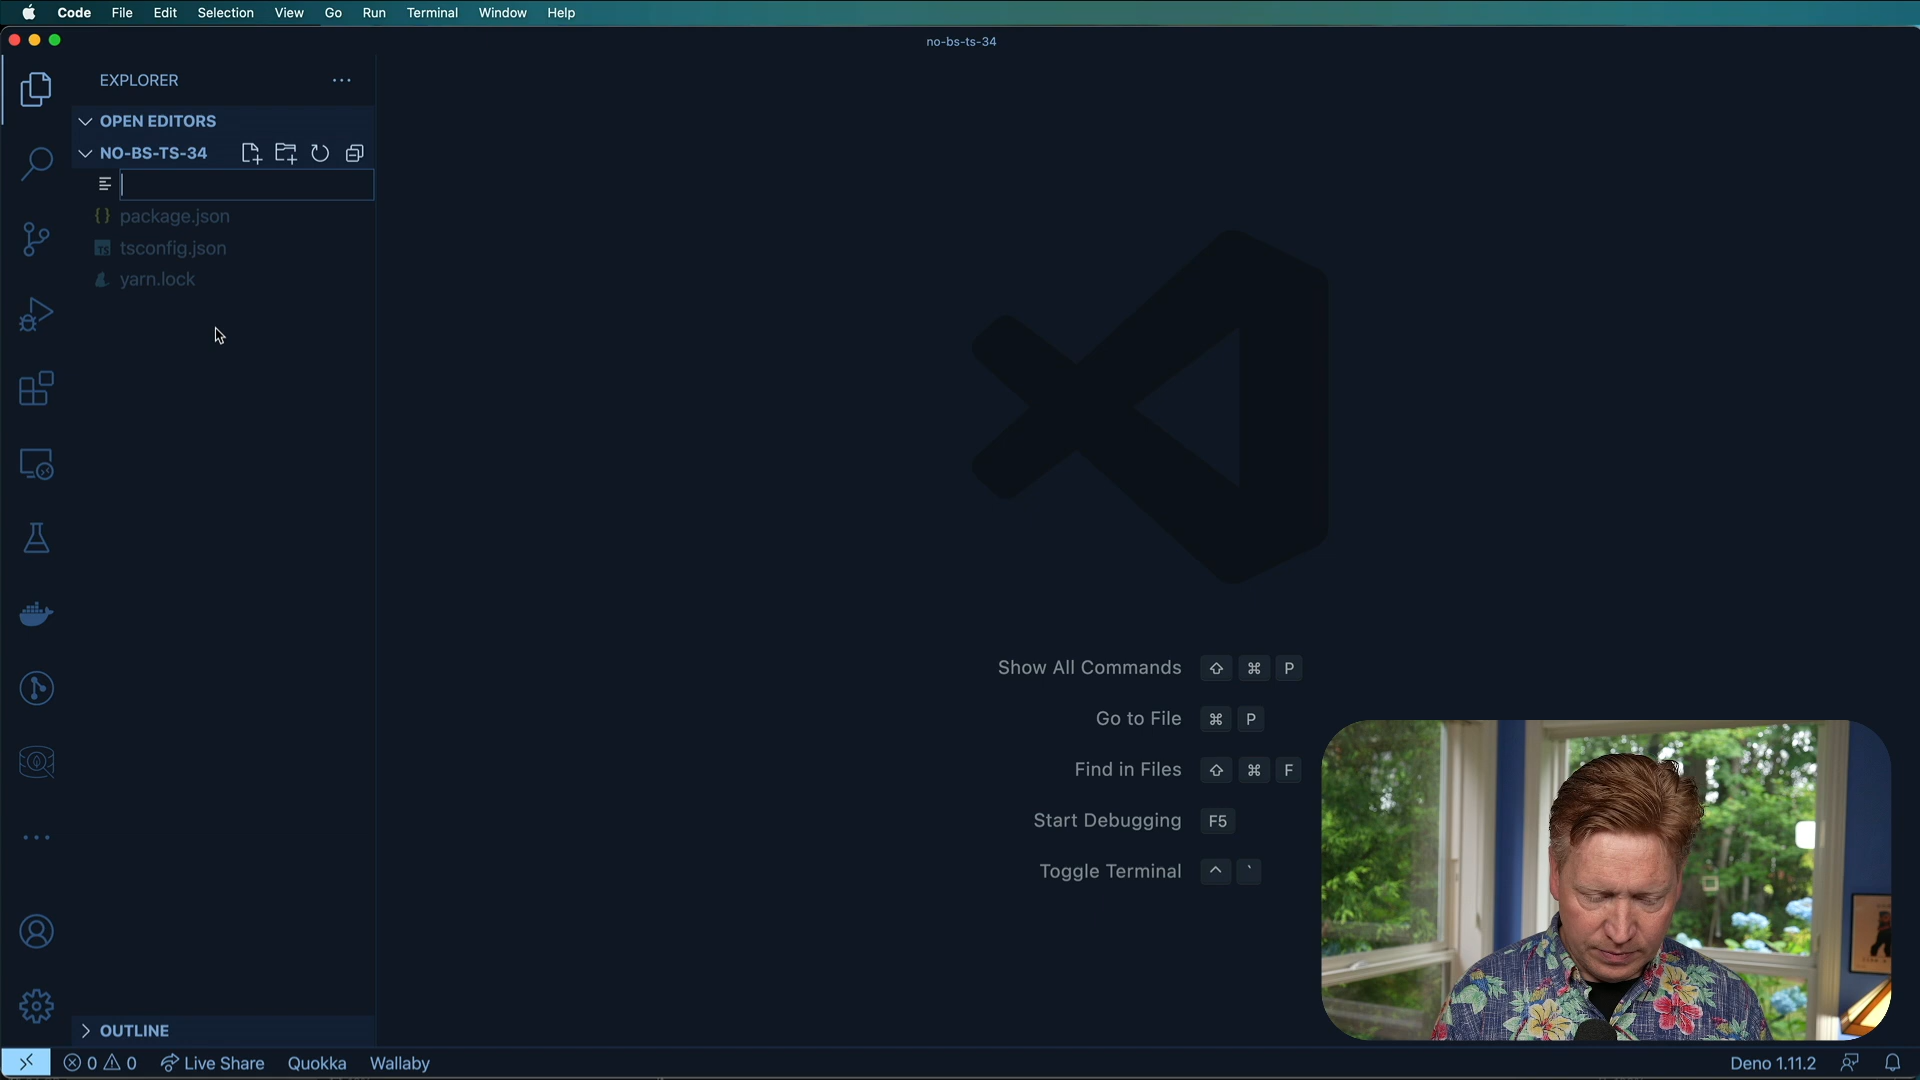 Code File Edit Selection View Go Run Terminal Window Help
no-bs-ts-34
EXPLORER
OPEN EDITORS
NO-BS-TS-34
{} package.json
TS tsconfig.json
yarn.lock
Show All Commands ⇧ ⌘ P
Go to File ⌘ P
Find in Files ⇧ ⌘ F
Start Debugging F5
Toggle Terminal ^ `
OUTLINE
0 0 Live Share Quokka Wallaby Deno 1.11.2